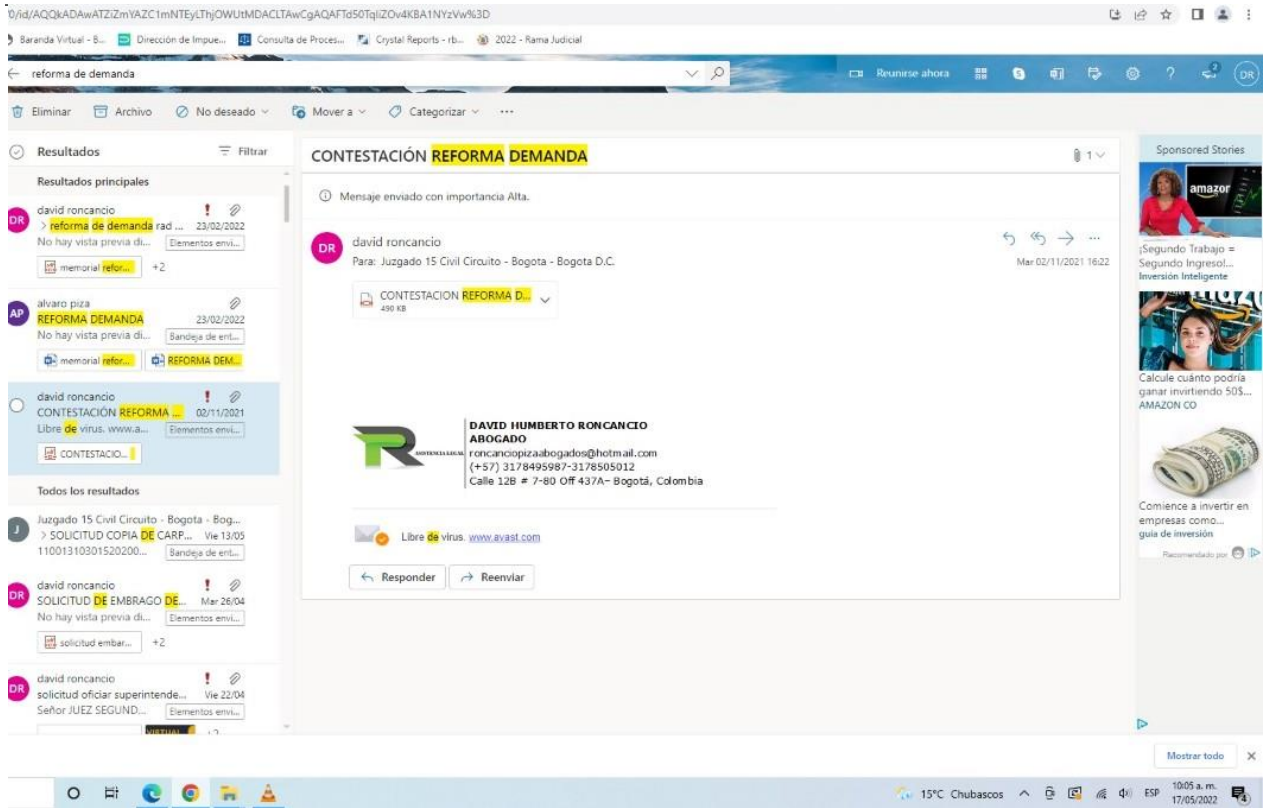 0/id/AQQkADAwATZiZmYAZC1mNTEyLThjOWUtMDACLTAwCgAQAFTd50TqliZOv4KBA1NYzVw%3D
Baranda Virtual - B... Dirección de Impue... Consulta de Proces... Crystal Reports - rb... 2022 - Rama Judicial
reforma de demanda
Reunirse ahora
2
DR
Eliminar Archivo No deseado Mover a Categorizar ...
Resultados Filtrar
Resultados principales
DR
david roncancio
> reforma de demanda rad ... 23/02/2022
No hay vista previa di... Elementos envi...
memorial refor... +2
AP
alvaro piza
REFORMA DEMANDA 23/02/2022
No hay vista previa di... Bandeja de ent...
memorial refor... REFORMA DEM...
david roncancio
CONTESTACIÓN REFORMA ... 02/11/2021
Libre de virus. www.a... Elementos envi...
CONTESTACIO...
Todos los resultados
J
Juzgado 15 Civil Circuito - Bogota - Bog...
> SOLICITUD COPIA DE CARP... Vie 13/05
11001310301520200... Bandeja de ent...
DR
david roncancio
SOLICITUD DE EMBRAGO DE... Mar 26/04
No hay vista previa di... Elementos envi...
solicitud embar... +2
DR
david roncancio
solicitud oficiar superintende... Vie 22/04
Señor JUEZ SEGUND... Elementos envi...
VIRTUAL +2
CONTESTACIÓN REFORMA DEMANDA
1
Mensaje enviado con importancia Alta.
DR
david roncancio
Para: Juzgado 15 Civil Circuito - Bogota - Bogota D.C.
Mar 02/11/2021 16:22
CONTESTACION REFORMA D...
490 KB
R
ASISTENCIA LEGAL
DAVID HUMBERTO RONCANCIO
ABOGADO
roncanciopizaabogados@hotmail.com
(+57) 3178495987-3178505012
Calle 12B # 7-80 Off 437A– Bogotá, Colombia
Libre de virus. www.avast.com
Responder Reenviar
Sponsored Stories
amazon
¡Segundo Trabajo =
Segundo Ingreso!...
Inversión Inteligente
Calcule cuánto podría
ganar invirtiendo 50$...
AMAZON CO
Comience a invertir en
empresas como...
guia de inversión
Recomendado por
Mostrar todo
15°C Chubascos
ESP
10:05 a. m.
17/05/2022
4